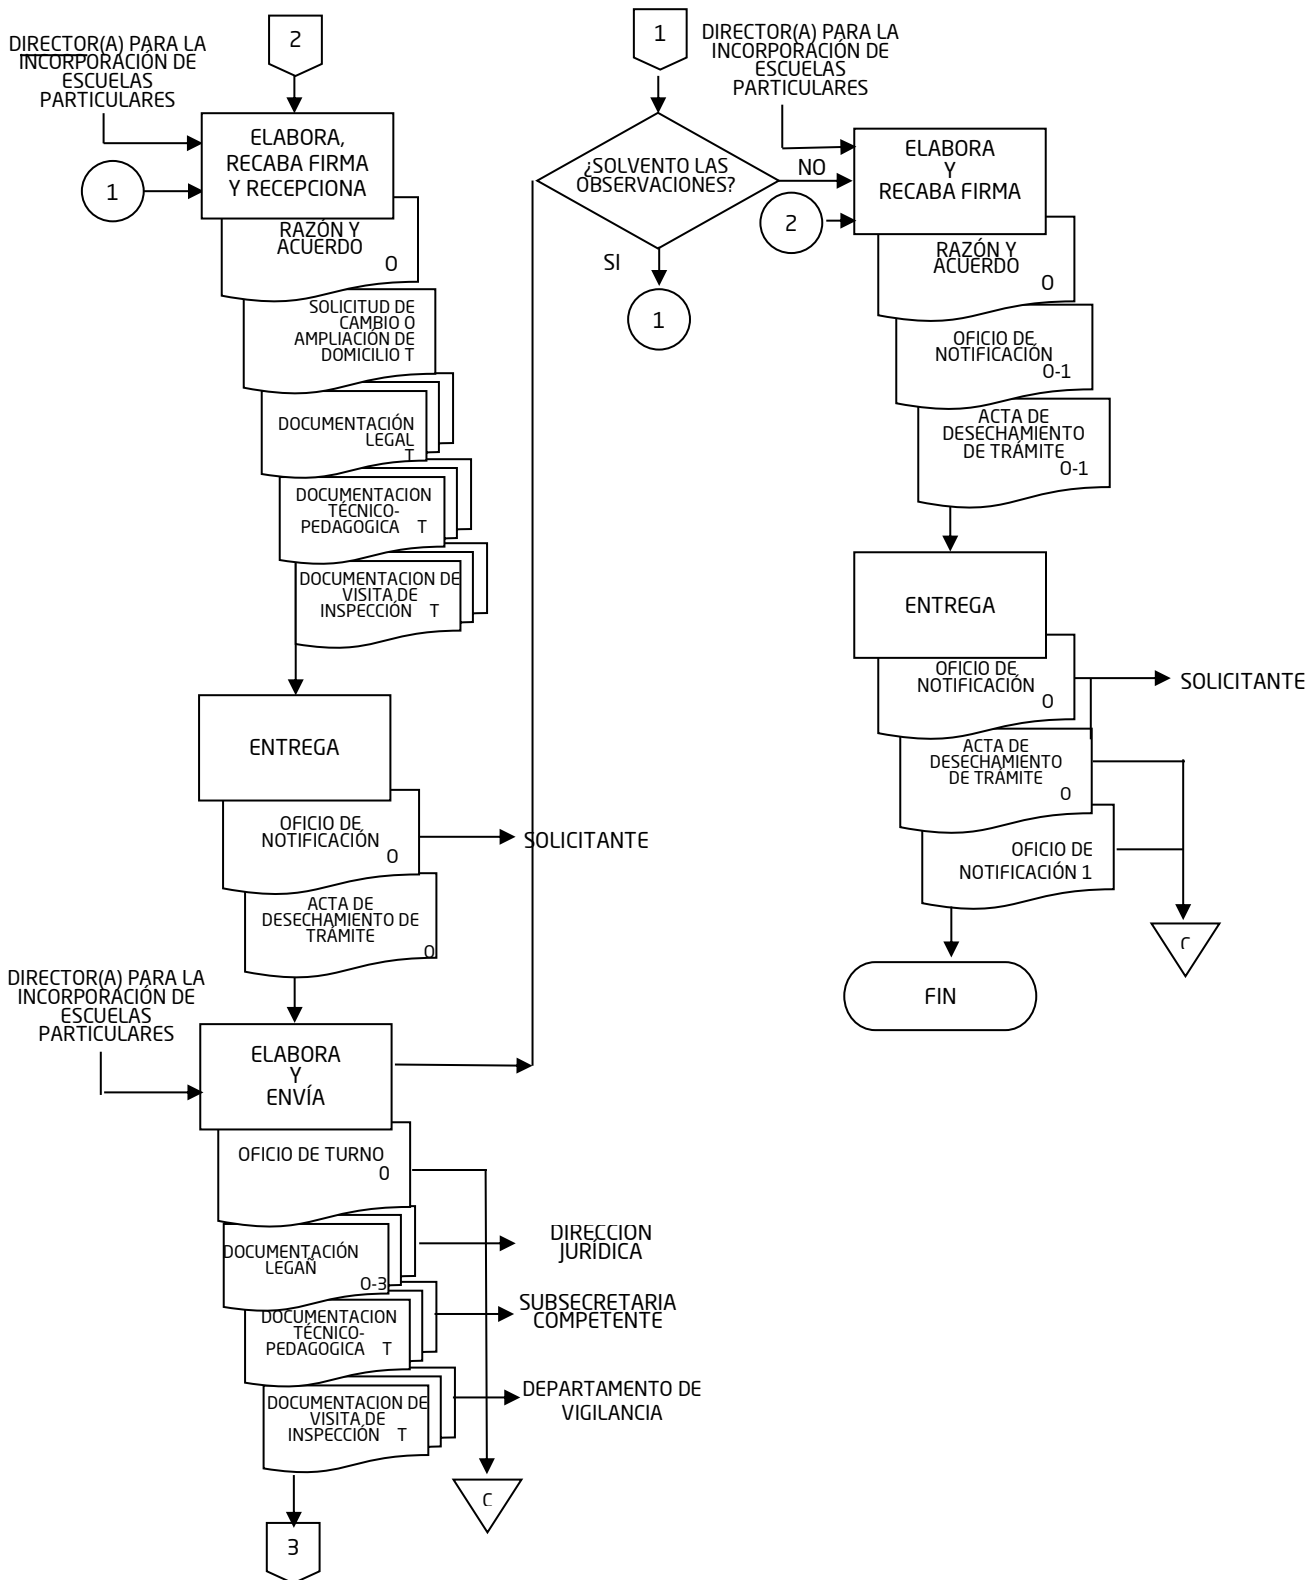 DIRECTOR(A) PARA LA
INCORPORACIÓN DE
ESCUELAS
PARTICULARES
2
ELABORA,
RECABA FIRMA
Y RECEPCIONA
1
RAZÓN Y
ACUERDO
O
SOLICITUD DE
CAMBIO O
AMPLIACIÓN DE
DOMICILIO T
DOCUMENTACIÓN
LEGAL
T
DOCUMENTACION
TÉCNICO-
PEDAGOGICA T
DOCUMENTACION DE
VISITA DE
INSPECCIÓN T
ENTREGA
OFICIO DE
NOTIFICACIÓN
O
SOLICITANTE
ACTA DE
DESECHAMIENTO DE
TRÁMITE
O
DIRECTOR(A) PARA LA
INCORPORACIÓN DE
ESCUELAS
PARTICULARES
ELABORA
Y
ENVÍA
OFICIO DE TURNO
O
DOCUMENTACIÓN
LEGAÑ
O-3
DIRECCION
JURÍDICA
DOCUMENTACION
TÉCNICO-
PEDAGOGICA T
SUBSECRETARIA
COMPETENTE
DOCUMENTACION DE
VISITA DE
INSPECCIÓN T
DEPARTAMENTO DE
VIGILANCIA
C
3
1
¿SOLVENTO LAS
OBSERVACIONES?
NO
SI
1
DIRECTOR(A) PARA LA
INCORPORACIÓN DE
ESCUELAS
PARTICULARES
ELABORA
Y
RECABA FIRMA
2
RAZÓN Y
ACUERDO
O
OFICIO DE
NOTIFICACIÓN
O-1
ACTA DE
DESECHAMIENTO
DE TRÁMITE
O-1
ENTREGA
OFICIO DE
NOTIFICACIÓN
O
SOLICITANTE
ACTA DE
DESECHAMIENTO
DE TRÁMITE
O
OFICIO DE
NOTIFICACIÓN 1
C
FIN